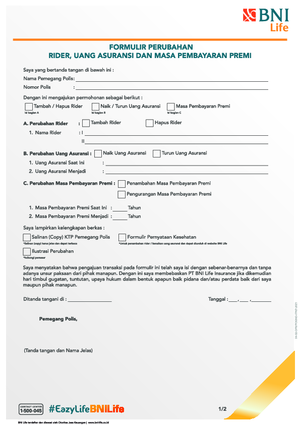 BNI
Life
FORMULIR PERUBAHAN
RIDER, UANG ASURANSI DAN MASA PEMBAYARAN PREMI
Saya yang bertanda tangan di bawah ini :
Nama Pemegang Polis:
Nomor Polis :
Dengan ini mengajukan permohonan sebagai berikut :
Tambah / Hapus Rider Naik / Turun Uang Asuransi Masa Pembayaran Premi
A. Perubahan Rider : Tambah Rider Hapus Rider
1. Nama Rider :
B. Perubahan Uang Asuransi : Naik Uang Asuransi Turun Uang Asuransi
1. Uang Asuransi Saat Ini :
2. Uang Asuransi Menjadi :
C. Perubahan Masa Pembayaran Premi : Penambahan Masa Pembayaran Premi
Pengurangan Masa Pembayaran Premi
1. Masa Pembayaran Premi Saat Ini : Tahun
2. Masa Pembayaran Premi Menjadi : Tahun
Saya lampirkan kelengkapan berkas :
Salinan (Copy) KTP Pemegang Polis Formulir Pernyataan Kesehatan
Ilustrasi Perubahan
Saya menyatakan bahwa pengajuan transaksi pada formulir ini telah saya isi dengan sebenar-benarnya dan tanpa
adanya unsur paksaan dari pihak manapun. Dengan ini saya membebaskan PT BNI Life Insurance jika dikemudian
hari timbul gugatan, tuntutan, upaya hukum dalam bentuk apapun baik pidana dan/atau perdata baik dari saya
maupun pihak manapun.
Ditanda tangani di : Tanggal :
Pemegang Polis,
(Tanda tangan dan Nama Jelas)
1-500-045
#EazyLifeBNILife
1/2